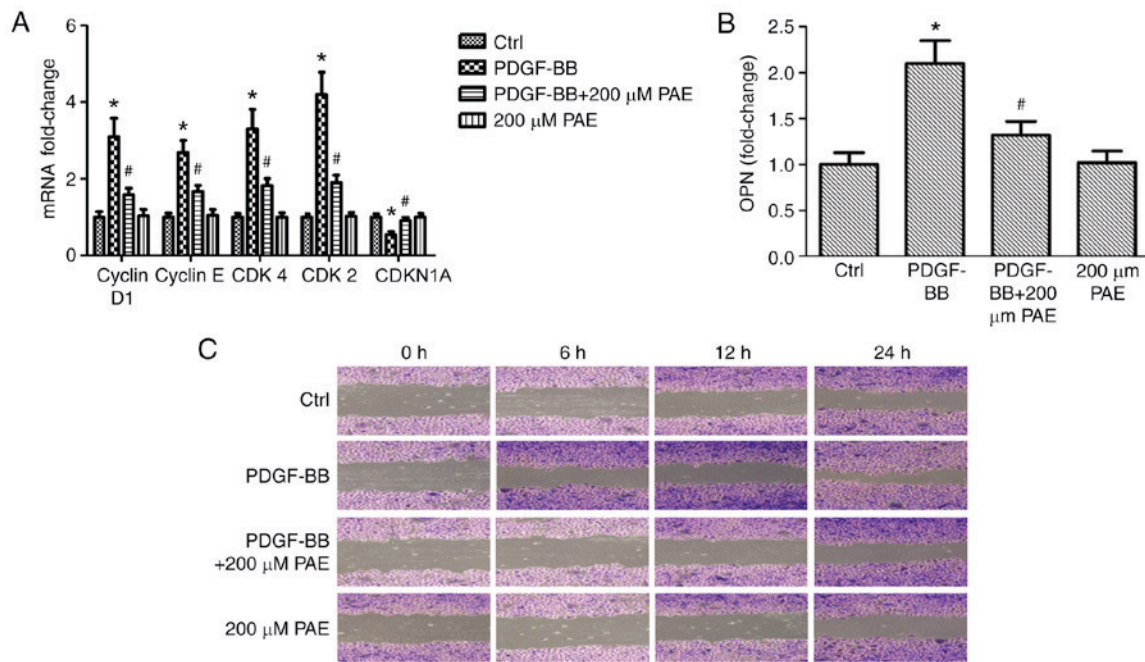 A
mRNA fold-change
6
4
2
0
*
#
*
#
*
#
*
#
*
#
Cyclin
D1
Cyclin E
CDK 4
CDK 2
CDKN1A
Ctrl
PDGF-BB
PDGF-BB+200 μM PAE
200 μM PAE
B
OPN (fold-change)
2.5
2.0
1.5
1.0
0.5
0.0
*
#
Ctrl
PDGF-
BB
PDGF-
BB+200
μm PAE
200 μm
PAE
C
0 h
6 h
12 h
24 h
Ctrl
PDGF-BB
PDGF-BB
+200 μM PAE
200 μM PAE